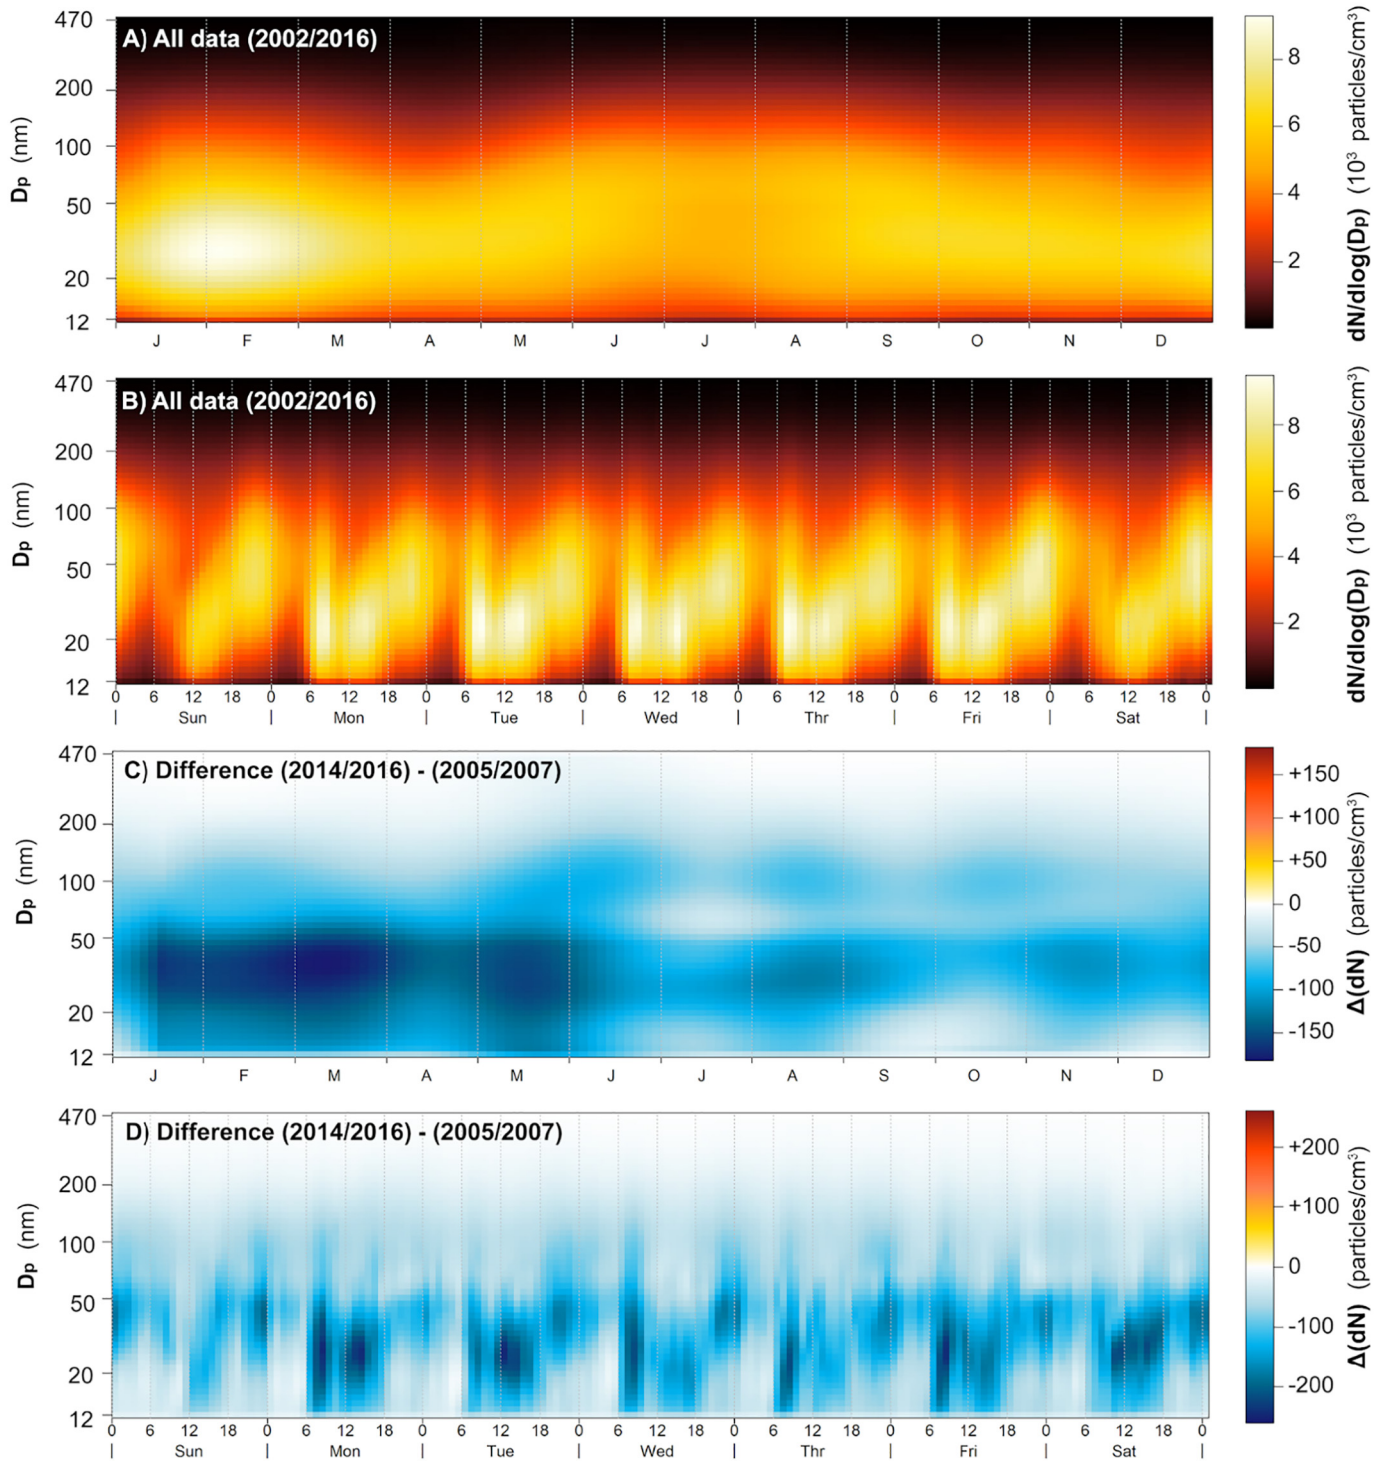 A) All data (2002/2016)
470
200
100
50
20
12
Dp (nm)
J F M A M J J A S O N D
8
6
4
2
dN/dlog(Dp) (10³ particles/cm³)
B) All data (2002/2016)
470
200
100
50
20
12
Dp (nm)
0 6 12 18 0 6 12 18 0 6 12 18 0 6 12 18 0 6 12 18 0 6 12 18 0 6 12 18 0
| Sun | Mon | Tue | Wed | Thr | Fri | Sat |
8
6
4
2
dN/dlog(Dp) (10³ particles/cm³)
C) Difference (2014/2016) - (2005/2007)
470
200
100
50
20
12
Dp (nm)
J F M A M J J A S O N D
+150
+100
+50
0
-50
-100
-150
Δ(dN) (particles/cm³)
D) Difference (2014/2016) - (2005/2007)
470
200
100
50
20
12
Dp (nm)
0 6 12 18 0 6 12 18 0 6 12 18 0 6 12 18 0 6 12 18 0 6 12 18 0 6 12 18 0
| Sun | Mon | Tue | Wed | Thr | Fri | Sat |
+200
+100
0
-100
-200
Δ(dN) (particles/cm³)